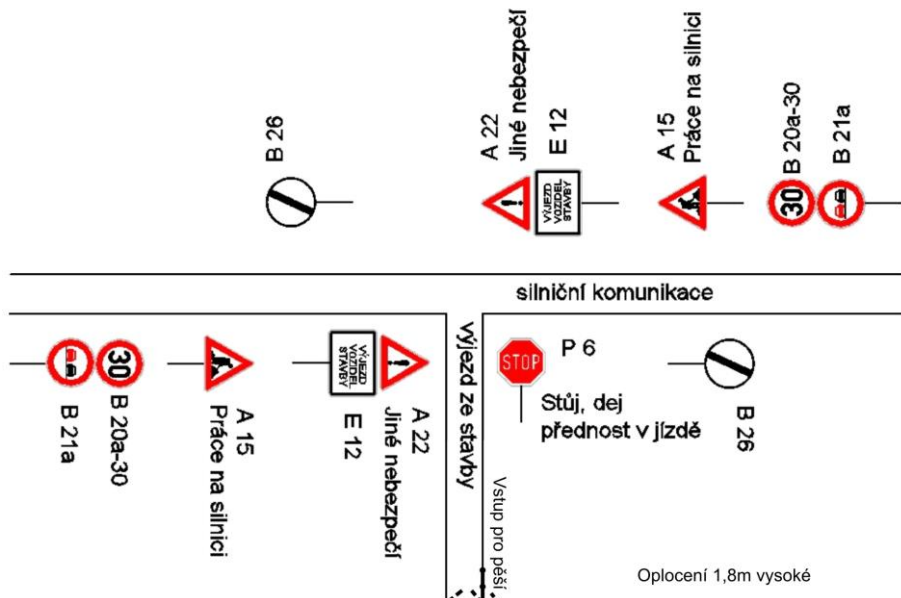 B 26
A 22
Jiné nebezpečí
E 12
VÝJEZD
VOZIDEL
STAVBY
A 15
Práce na silnici
B 20a-30
30
B 21a
silniční komunikace
B 21a
30
B 20a-30
A 15
Práce na silnici
VÝJEZD
VOZIDEL
STAVBY
E 12
A 22
Jiné nebezpečí
výjezd ze stavby
STOP
P 6
Stůj, dej
přednost v jízdě
B 26
Vstup pro pěší
Oplocení 1,8m vysoké